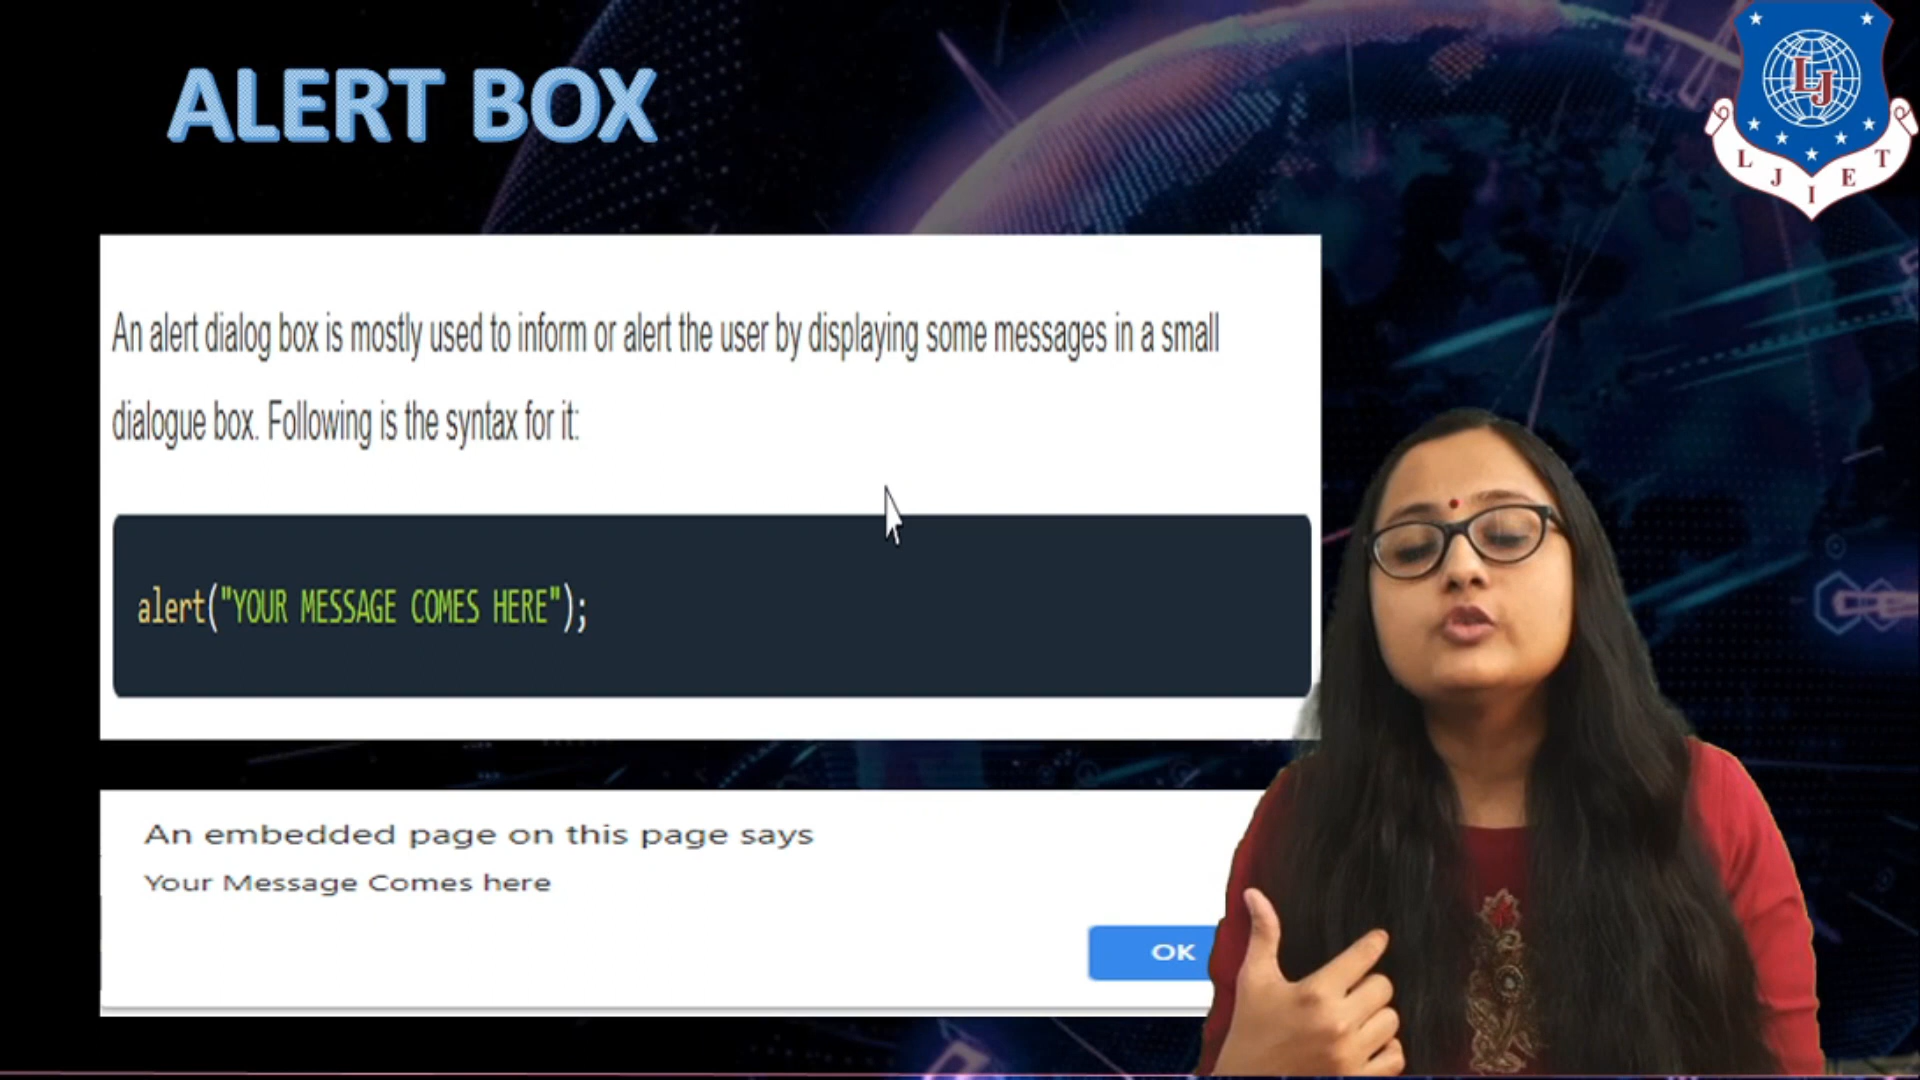 ALERT BOX
LJ
L J I E T
An alert dialog box is mostly used to inform or alert the user by displaying some messages in a small
dialogue box. Following is the syntax for it:
alert("YOUR MESSAGE COMES HERE");
An embedded page on this page says
Your Message Comes here
OK